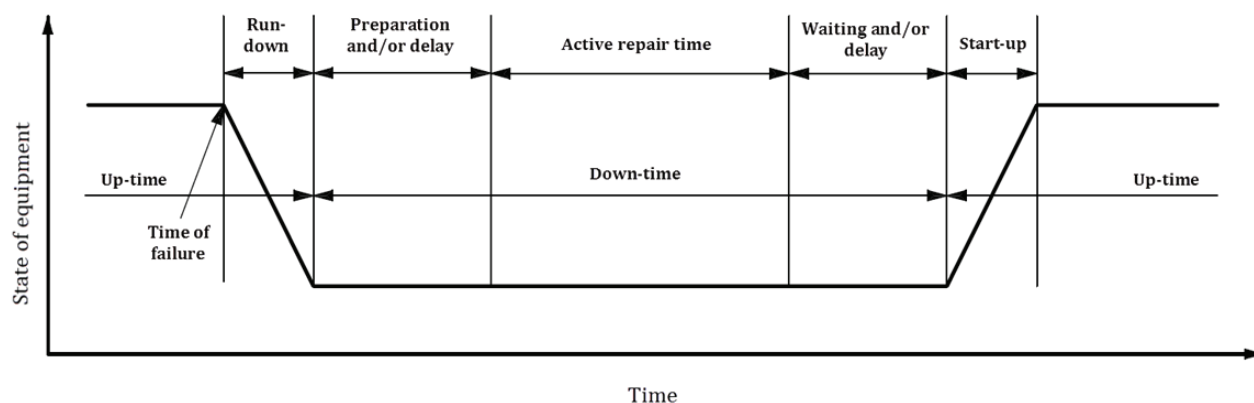 Run-
down
Preparation
and/or delay
Active repair time
Waiting and/or
delay
Start-up
Up-time
Down-time
Up-time
Time of
failure
State of equipment
Time